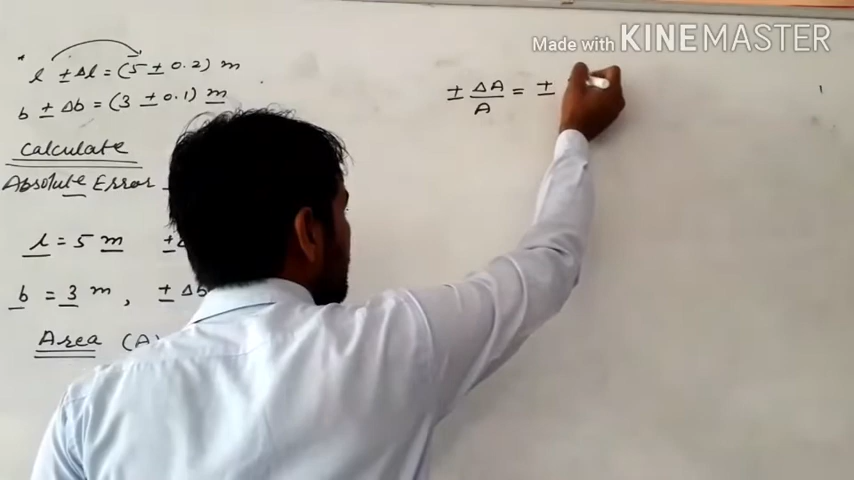 Made with KINEMASTER
l ± Δl = (5 ± 0.2) m
b ± Δb = (3 ± 0.1) m
Calculate
Absolute Error
l = 5 m ±
b = 3 m, ± Δb
Area (A
± ΔA/A = ±